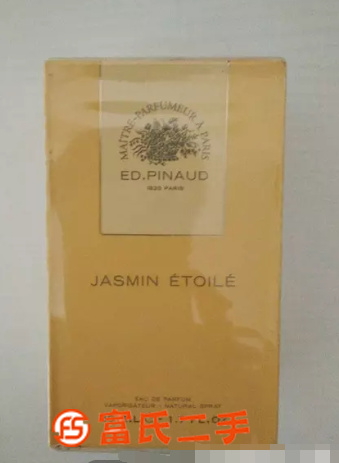 MAÎTRE-PARFUMEUR À PARIS
ED.PINAUD
1830 PARIS
JASMIN ÉTOILÉ
EAU DE PARFUM
VAPORISATEUR - NATURAL SPRAY
富氏二手